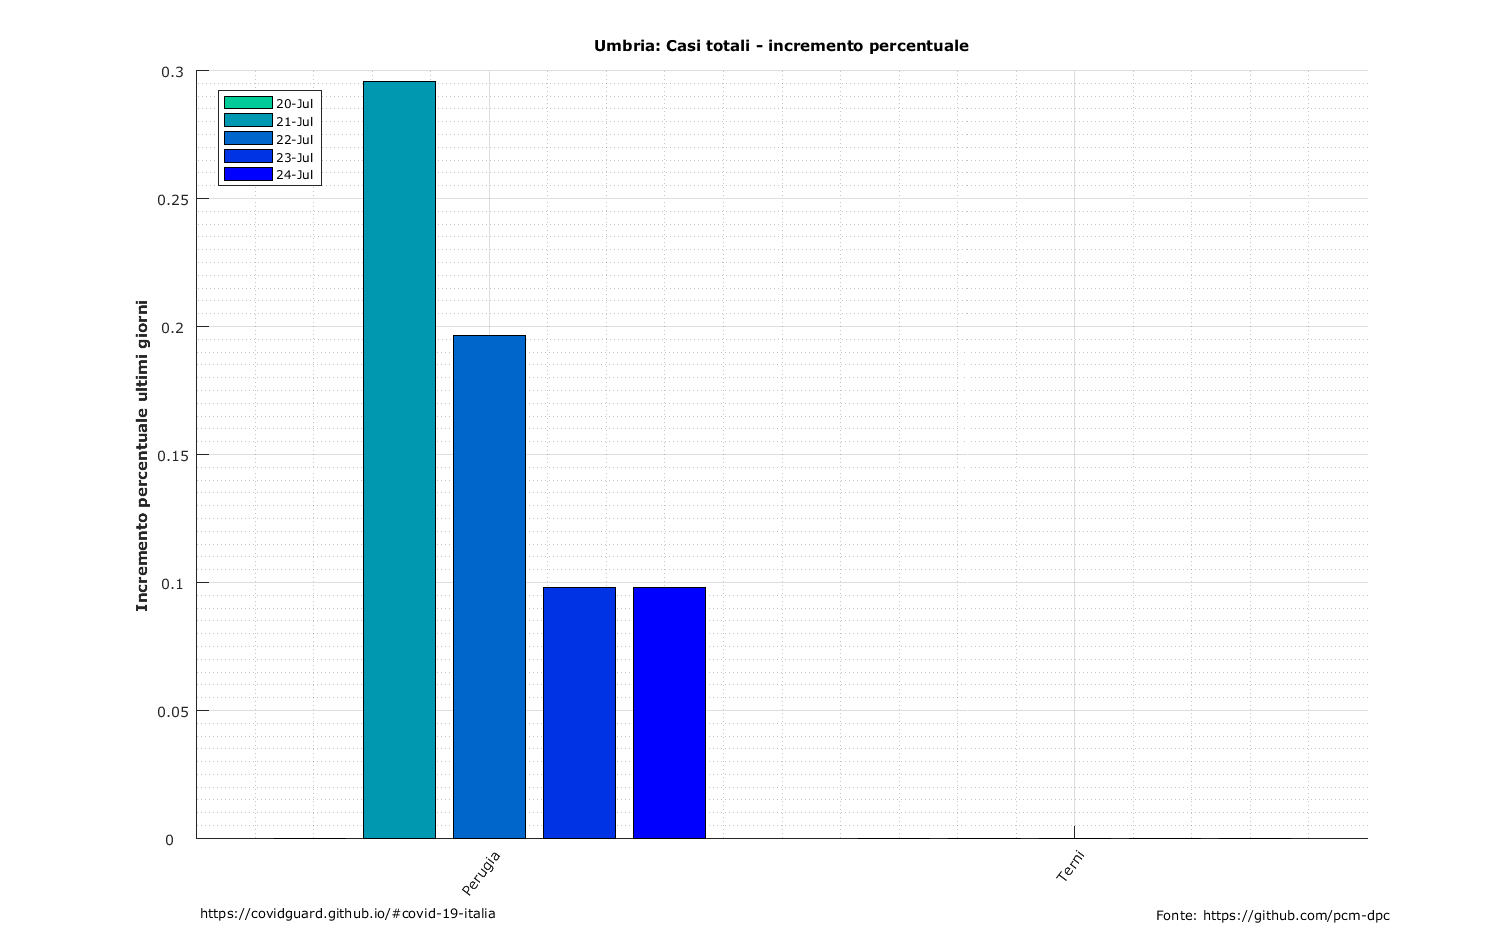 Umbria: Casi totali - incremento percentuale
0.3
0.25
0.2
0.15
0.1
0.05
0
20-Jul
21-Jul
22-Jul
23-Jul
24-Jul
Incremento percentuale ultimi giorni
Perugia
Terni
https://covidguard.github.io/#covid-19-italia
Fonte: https://github.com/pcm-dpc